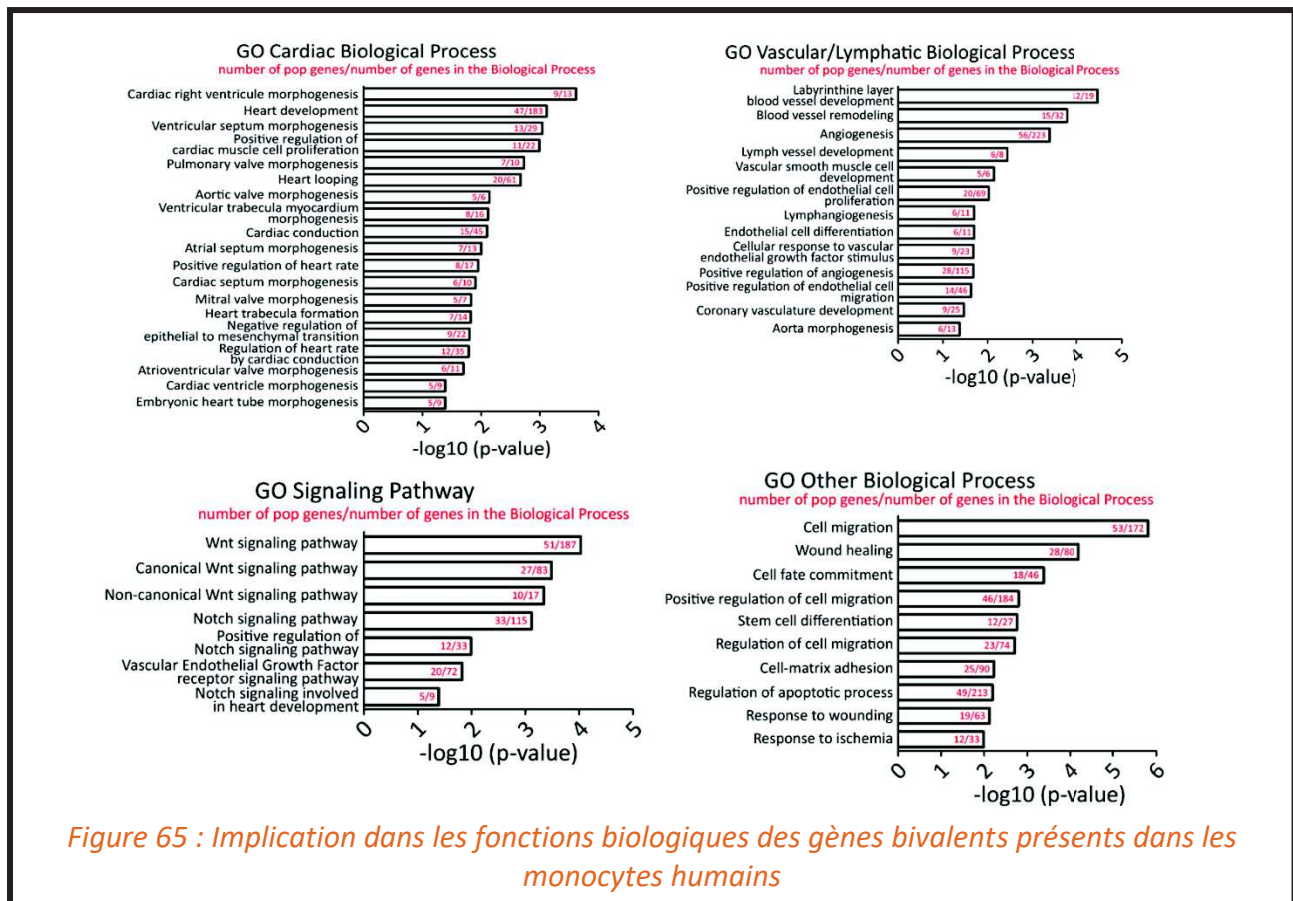 GO Cardiac Biological Process
number of pop genes/number of genes in the Biological Process
Cardiac right ventricule morphogenesis 9/13
Heart development 47/183
Ventricular septum morphogenesis 13/29
Positive regulation of
cardiac muscle cell proliferation 11/22
Pulmonary valve morphogenesis 7/10
Heart looping 20/61
Aortic valve morphogenesis 5/6
Ventricular trabecula myocardium
morphogenesis 8/16
Cardiac conduction 15/45
Atrial septum morphogenesis 7/13
Positive regulation of heart rate 8/17
Cardiac septum morphogenesis 6/10
Mitral valve morphogenesis 5/7
Heart trabecula formation 7/14
Negative regulation of
epithelial to mesenchymal transition 9/22
Regulation of heart rate
by cardiac conduction 12/35
Atrioventricular valve morphogenesis 6/11
Cardiac ventricle morphogenesis 5/9
Embryonic heart tube morphogenesis 5/9
0 1 2 3 4
-log10 (p-value)
GO Vascular/Lymphatic Biological Process
number of pop genes/number of genes in the Biological Process
Labyrinthine layer
blood vessel development 12/19
Blood vessel remodeling 15/32
Angiogenesis 56/223
Lymph vessel development 6/8
Vascular smooth muscle cell
development 5/6
Positive regulation of endothelial cell
proliferation 20/69
Lymphangiogenesis 6/11
Endothelial cell differentiation 6/11
Cellular response to vascular
endothelial growth factor stimulus 9/23
Positive regulation of angiogenesis 28/115
Positive regulation of endothelial cell
migration 14/46
Coronary vasculature development 9/25
Aorta morphogenesis 6/13
0 1 2 3 4 5
-log10 (p-value)
GO Signaling Pathway
number of pop genes/number of genes in the Biological Process
Wnt signaling pathway 51/187
Canonical Wnt signaling pathway 27/83
Non-canonical Wnt signaling pathway 10/17
Notch signaling pathway 33/115
Positive regulation of
Notch signaling pathway 12/33
Vascular Endothelial Growth Factor
receptor signaling pathway 20/72
Notch signaling involved
in heart development 5/9
0 1 2 3 4 5
-log10 (p-value)
GO Other Biological Process
number of pop genes/number of genes in the Biological Process
Cell migration 53/172
Wound healing 28/80
Cell fate commitment 18/46
Positive regulation of cell migration 46/184
Stem cell differentiation 12/27
Regulation of cell migration 23/74
Cell-matrix adhesion 25/90
Regulation of apoptotic process 49/213
Response to wounding 19/63
Response to ischemia 12/33
0 1 2 3 4 5 6
-log10 (p-value)
Figure 65 : Implication dans les fonctions biologiques des gènes bivalents présents dans les
monocytes humains